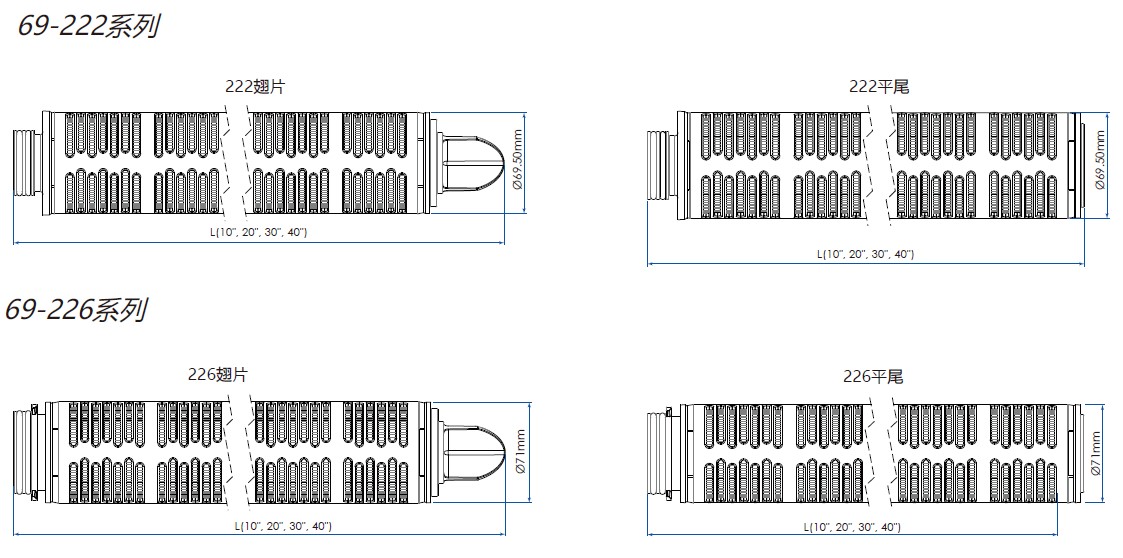 69-222系列
222翅片
222平尾
Ø69.50mm
Ø69.50mm
L(10", 20", 30", 40")
L(10", 20", 30", 40")
69-226系列
226翅片
226平尾
Ø71mm
Ø71mm
L(10", 20", 30", 40")
L(10", 20", 30", 40")